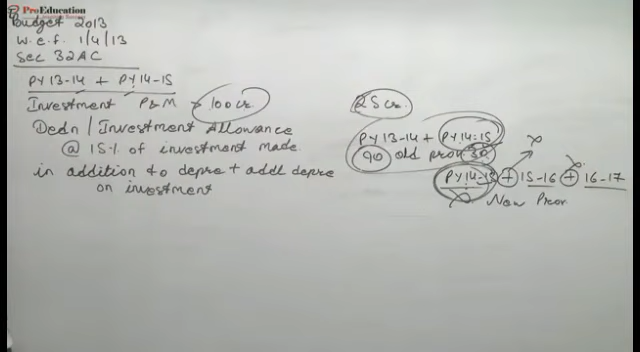 ProEducation
Budget 2013
w.e.f. 1/4/13
Sec 32AC
PY 13-14 + PY 14-15
Investment P&M > 100 cr.
Dedn / Investment Allowance
@ 15% of investment made.
in addition to depre + addl depre
on investment
25 cr.
PY 13-14 + PY 14-15
90 old prov 30
PY 14-15 + 15-16 + 16-17
New Prov.